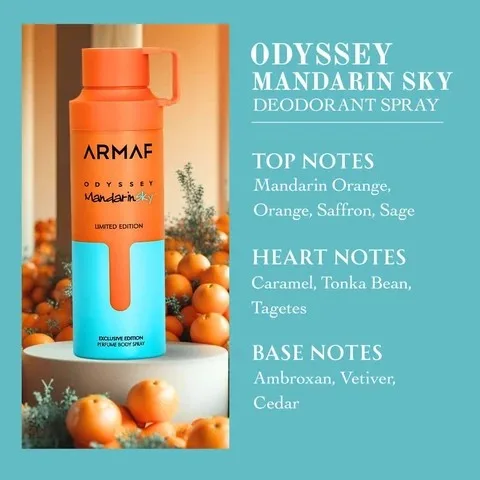 ARMAF
ODYSSEY
Mandarin Sky
LIMITED EDITION
EXCLUSIVE EDITION
PERFUME BODY SPRAY
ODYSSEY
MANDARIN SKY
DEODORANT SPRAY
TOP NOTES
Mandarin Orange,
Orange, Saffron, Sage
HEART NOTES
Caramel, Tonka Bean,
Tagetes
BASE NOTES
Ambroxan, Vetiver,
Cedar